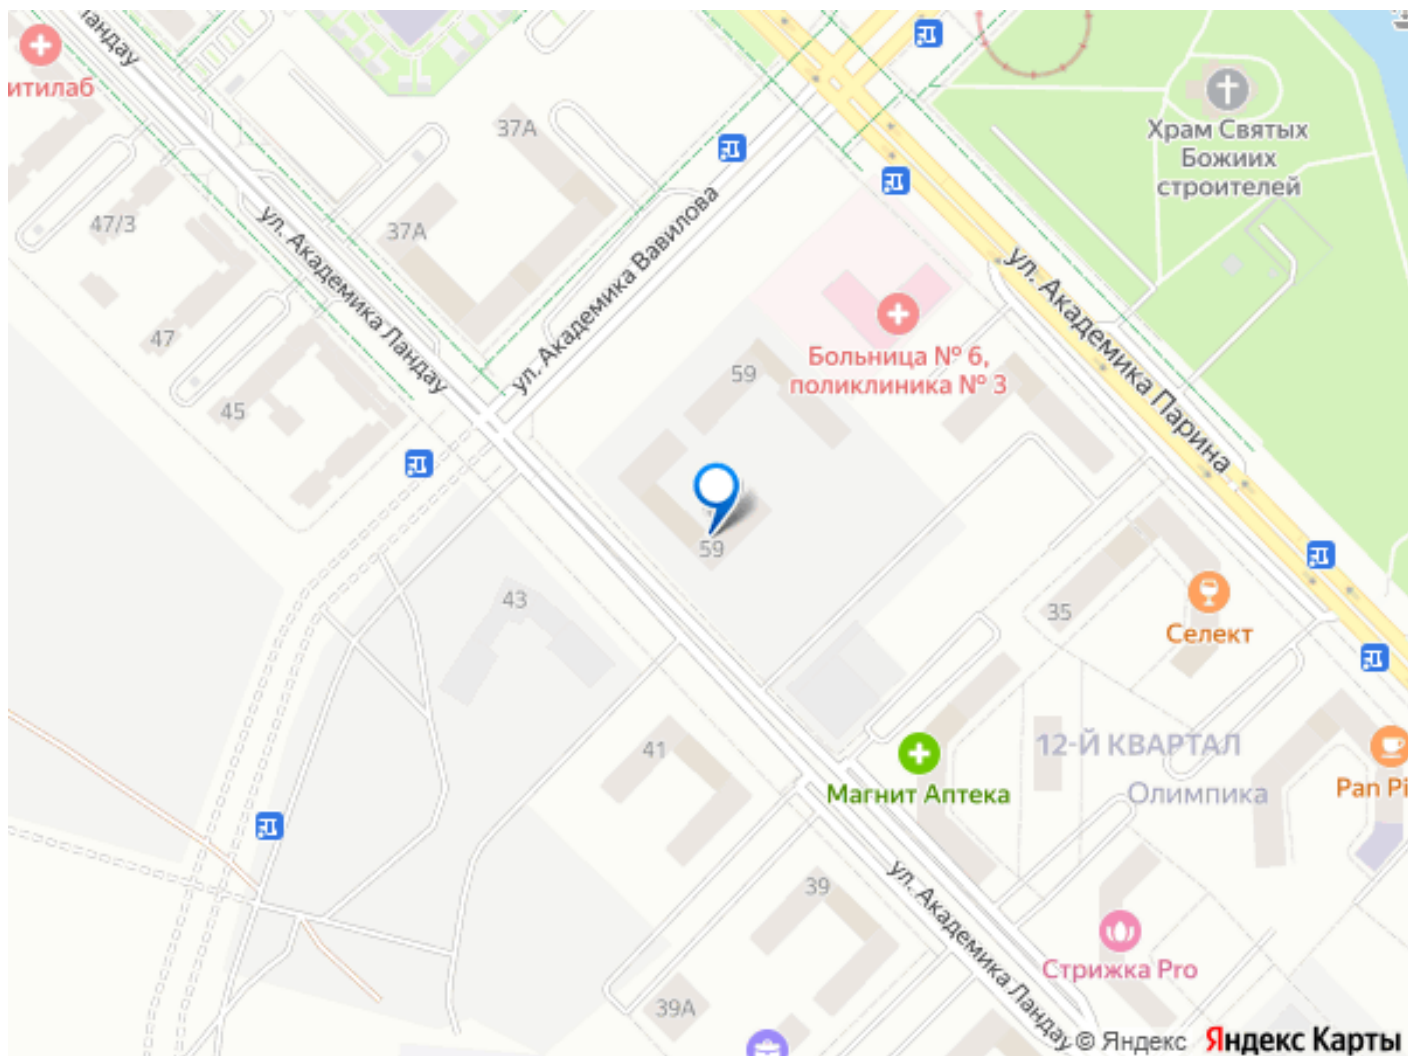 Ландау
итилаб
37А
Храм Святых
Божиих
строителей
47/3
37А
ул. Академика Ландау
ул. Академика Вавилова
ул. Академика Парина
47
Больница № 6,
поликлиника № 3
59
45
59
43
35
Селект
41
12-Й КВАРТАЛ
Олимпика
Магнит Аптека
Pan Pi
39
ул. Академика Ландау
Стрижка Pro
39А
© Яндекс Яндекс Карты